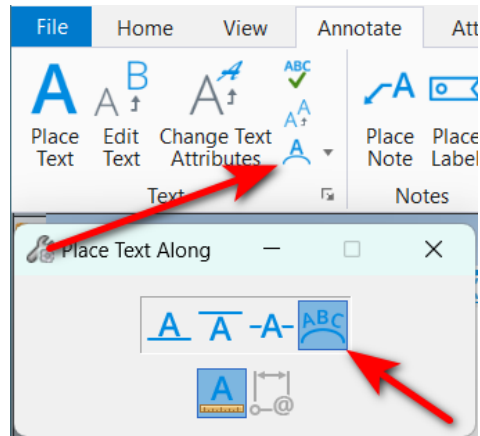 File Home View Annotate Att
ABC
A B A A
Place Edit Change Text Place Place
Text Text Attributes A Note Label
Text Notes
Place Text Along
A A -A- ABC
A @